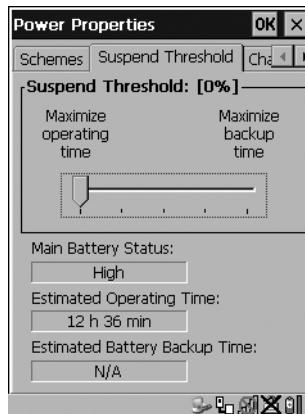 Power Properties OK ×
Schemes Suspend Threshold Cha
Suspend Threshold: [0%]
Maximize operating time
Maximize backup time
Main Battery Status:
High
Estimated Operating Time:
12 h 36 min
Estimated Battery Backup Time:
N/A